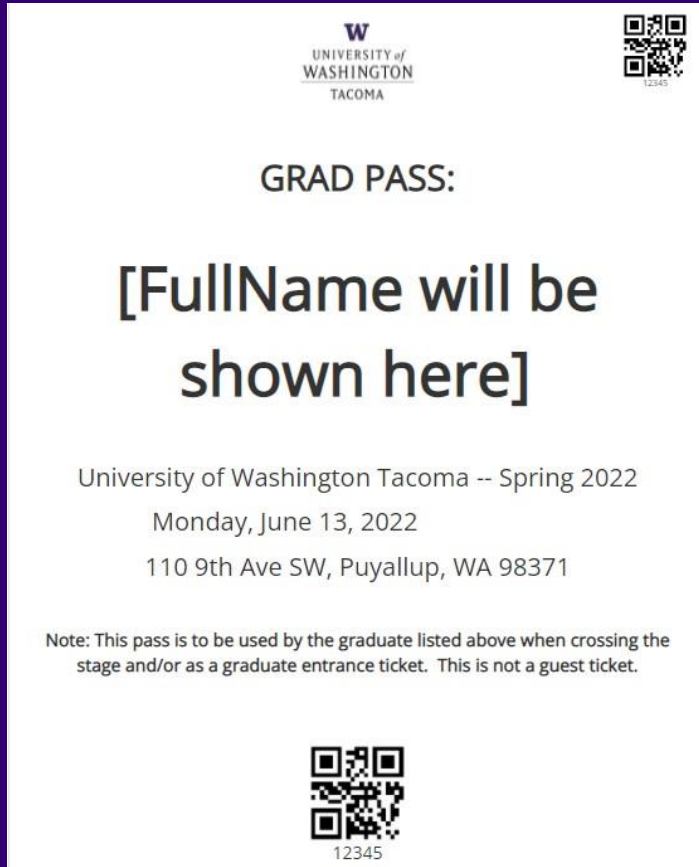 W
UNIVERSITY of
WASHINGTON
TACOMA
12345
GRAD PASS:
[FullName will be
shown here]
University of Washington Tacoma -- Spring 2022
Monday, June 13, 2022
110 9th Ave SW, Puyallup, WA 98371
Note: This pass is to be used by the graduate listed above when crossing the
stage and/or as a graduate entrance ticket. This is not a guest ticket.
12345